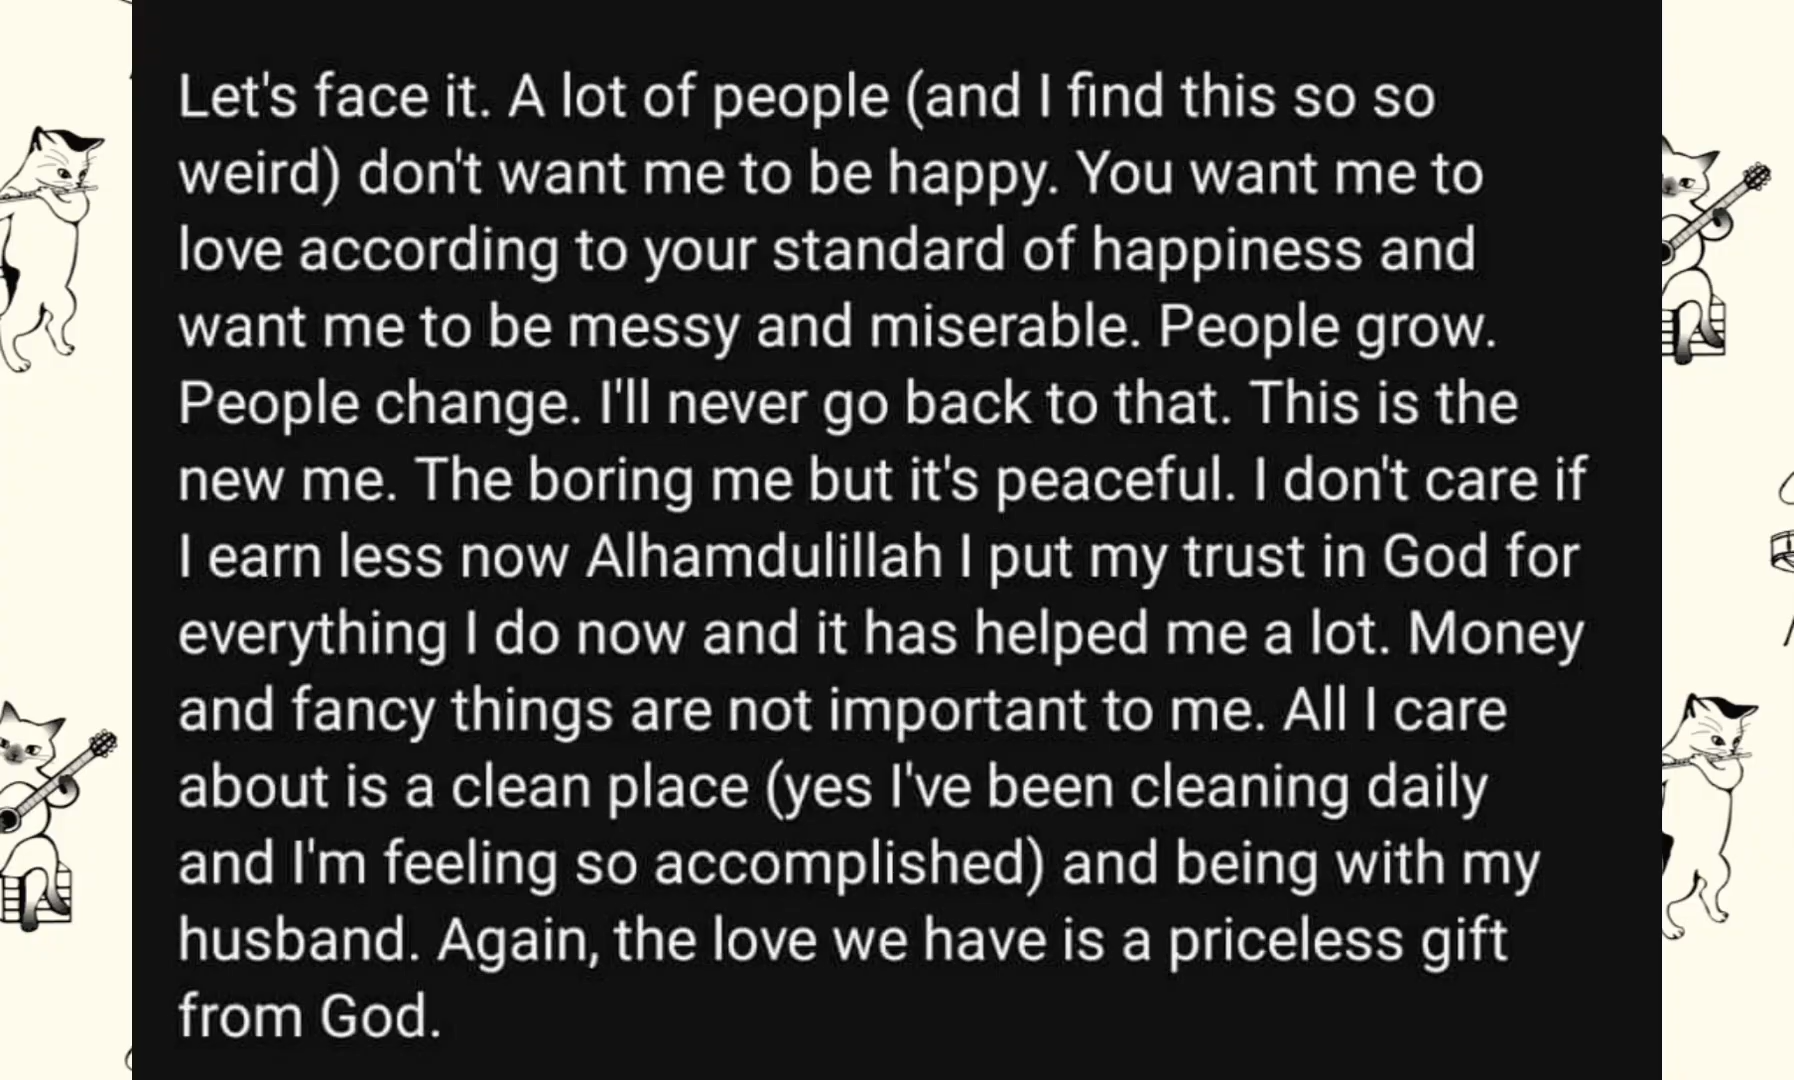 Let's face it. A lot of people (and I find this so so
weird) don't want me to be happy. You want me to
love according to your standard of happiness and
want me to be messy and miserable. People grow.
People change. I'll never go back to that. This is the
new me. The boring me but it's peaceful. I don't care if
I earn less now Alhamdulillah I put my trust in God for
everything I do now and it has helped me a lot. Money
and fancy things are not important to me. All I care
about is a clean place (yes I've been cleaning daily
and I'm feeling so accomplished) and being with my
husband. Again, the love we have is a priceless gift
from God.